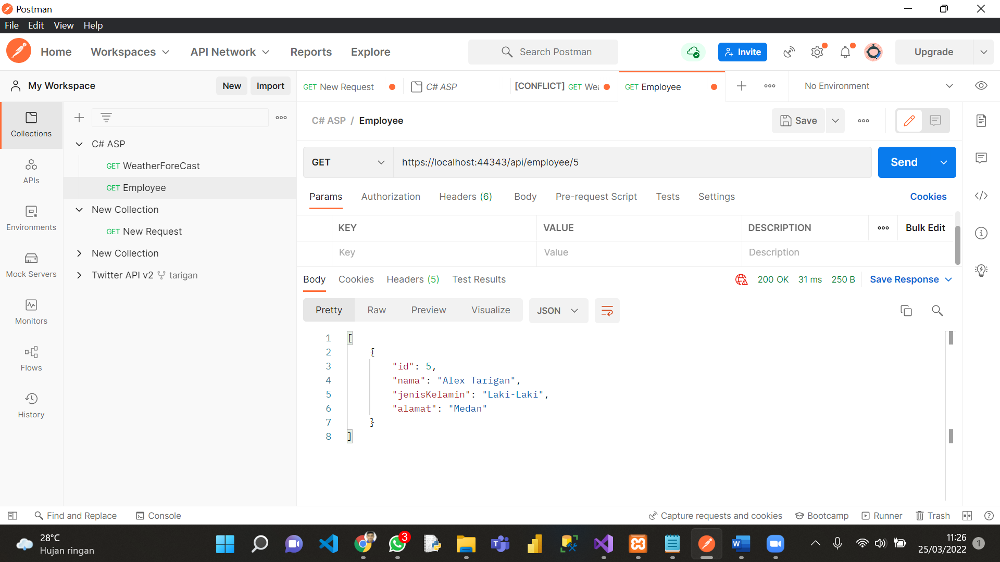 Postman
File Edit View Help
Home Workspaces API Network Reports Explore Search Postman Invite Upgrade
My Workspace New Import GET New Request C# ASP [CONFLICT] GET Wea GET Employee No Environment
Collections
APIs
Environments
Mock Servers
Monitors
Flows
History
C# ASP
GET WeatherForeCast
GET Employee
New Collection
GET New Request
New Collection
Twitter API v2 tarigan
C# ASP / Employee Save
GET https://localhost:44343/api/employee/5 Send
Params Authorization Headers (6) Body Pre-request Script Tests Settings Cookies
KEY VALUE DESCRIPTION Bulk Edit
Key Value Description
Body Cookies Headers (5) Test Results 200 OK 31 ms 250 B Save Response
Pretty Raw Preview Visualize JSON
1 [
2 {
3 "id": 5,
4 "nama": "Alex Tarigan",
5 "jenisKelamin": "Laki-Laki",
6 "alamat": "Medan"
7 }
8 ]
Find and Replace Console Capture requests and cookies Bootcamp Runner Trash
28°C
Hujan ringan
3
11:26
25/03/2022
1